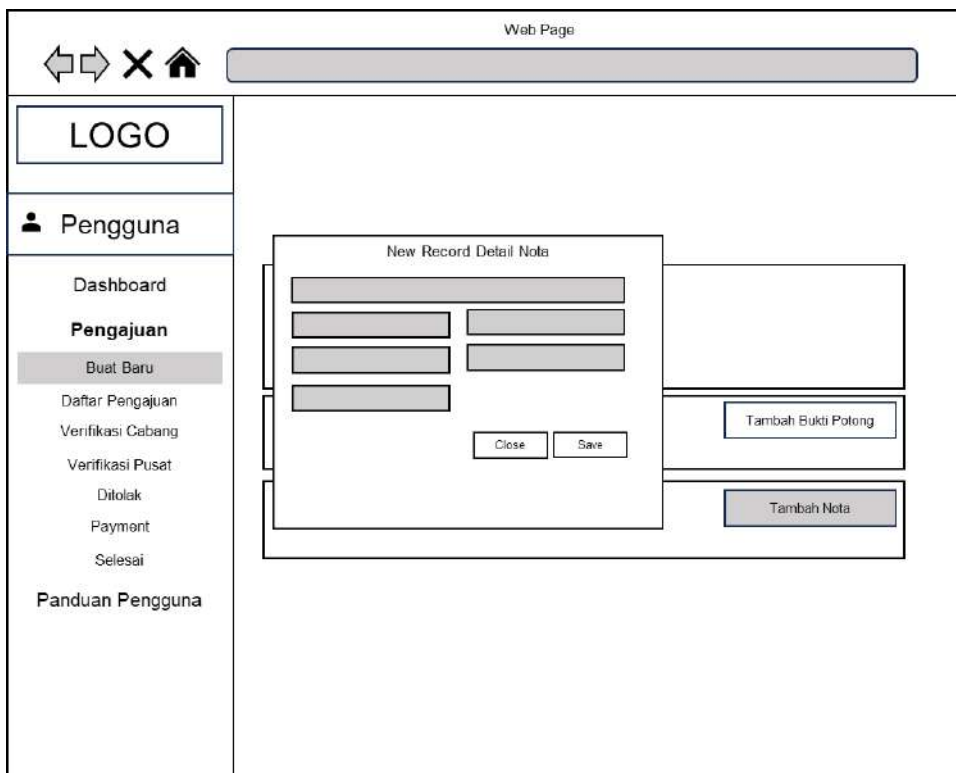 Web Page
LOGO
Pengguna
Dashboard
Pengajuan
Buat Baru
Daftar Pengajuan
Verifikasi Cabang
Verifikasi Pusat
Ditolak
Payment
Selesai
Panduan Pengguna
New Record Detail Nota
Close
Save
Tambah Bukti Potong
Tambah Nota